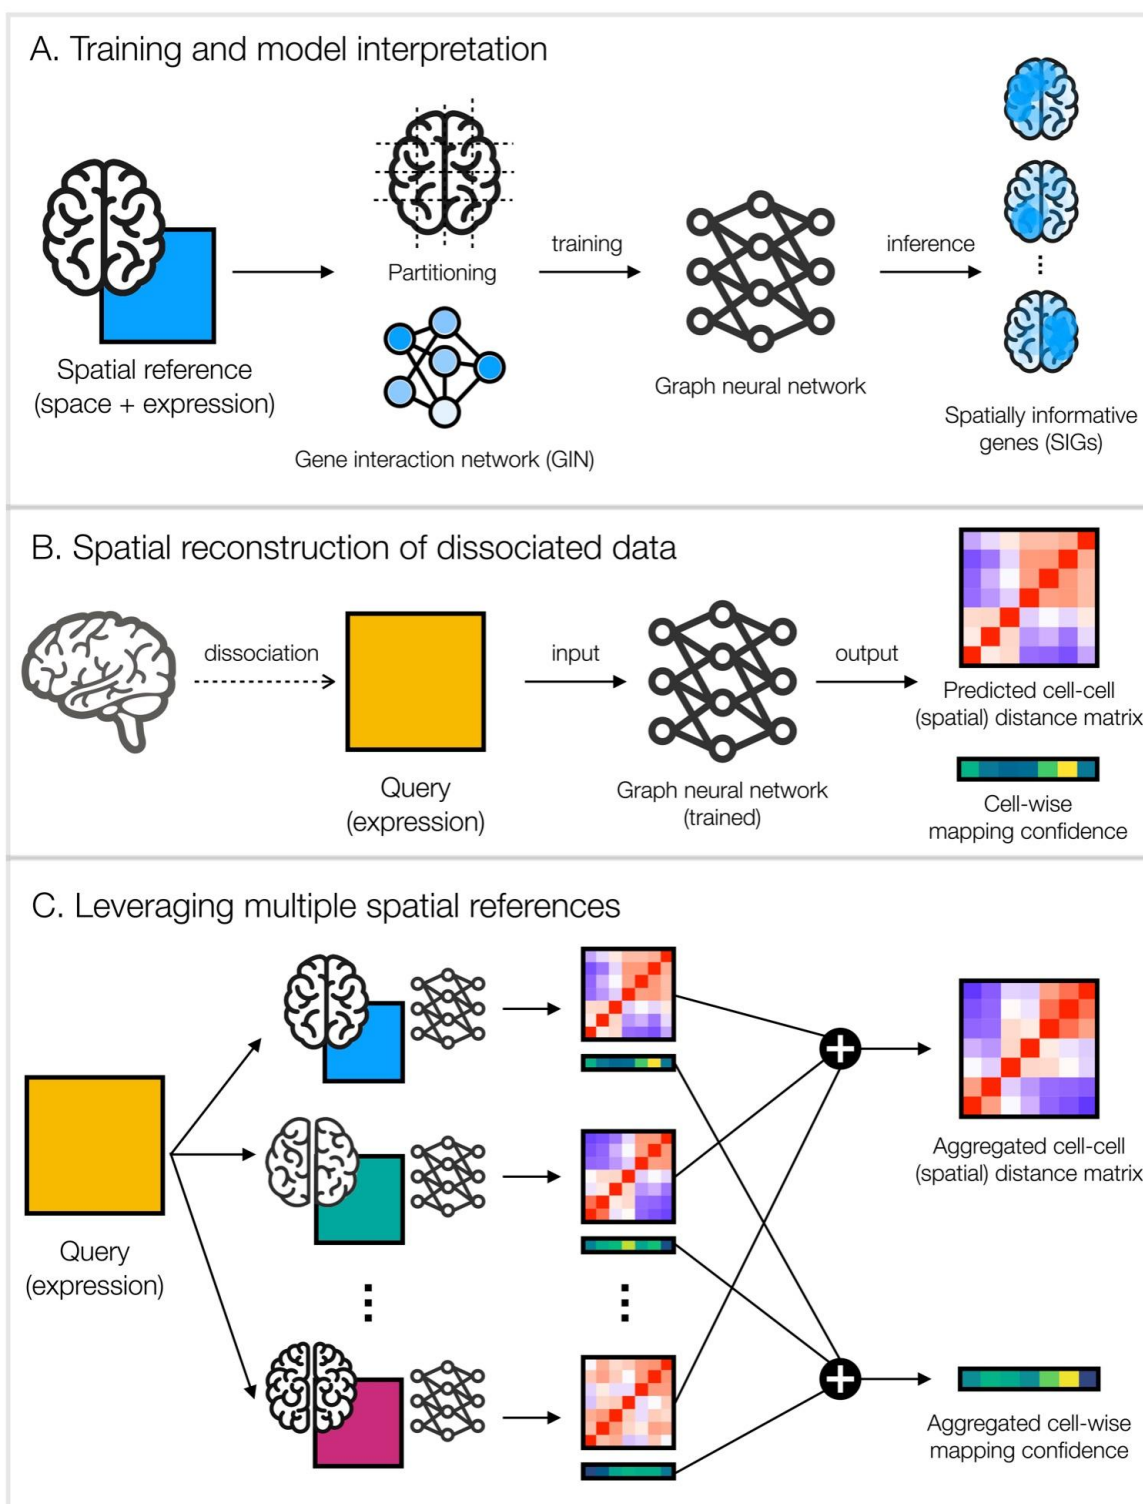 A. Training and model interpretation
Partitioning
training
inference
Spatial reference
(space + expression)
Gene interaction network (GIN)
Graph neural network
Spatially informative
genes (SIGs)
B. Spatial reconstruction of dissociated data
dissociation
Query
(expression)
input
Graph neural network
(trained)
output
Predicted cell-cell
(spatial) distance matrix
Cell-wise
mapping confidence
C. Leveraging multiple spatial references
Query
(expression)
Aggregated cell-cell
(spatial) distance matrix
Aggregated cell-wise
mapping confidence